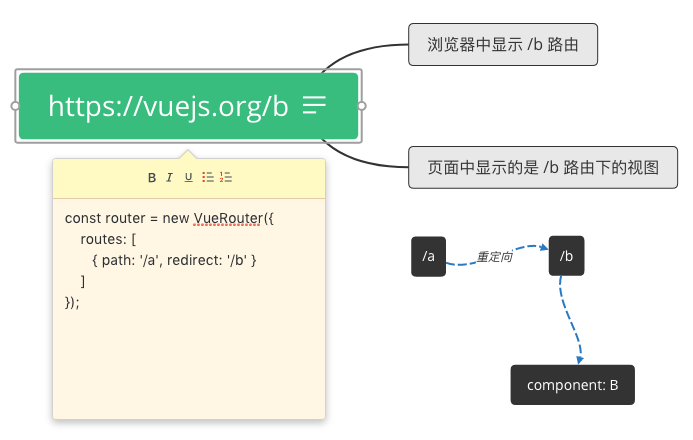 浏览器中显示 /b 路由
https://vuejs.org/b
页面中显示的是 /b 路由下的视图
B I U
const router = new VueRouter({
routes: [
{ path: '/a', redirect: '/b' }
]
});
/a
重定向
/b
component: B